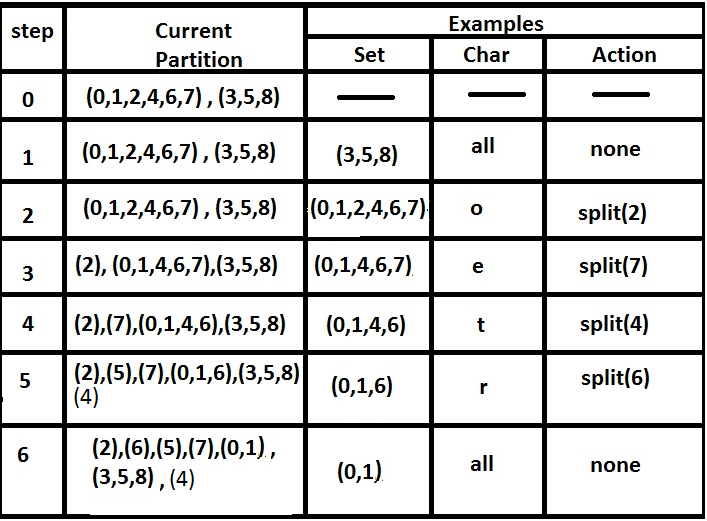 step Current Partition Examples
Set Char Action
0 (0,1,2,4,6,7) , (3,5,8)
1 (0,1,2,4,6,7) , (3,5,8) (3,5,8) all none
2 (0,1,2,4,6,7) , (3,5,8) (0,1,2,4,6,7) o split(2)
3 (2), (0,1,4,6,7),(3,5,8) (0,1,4,6,7) e split(7)
4 (2),(7),(0,1,4,6),(3,5,8) (0,1,4,6) t split(4)
5 (2),(5),(7),(0,1,6),(3,5,8) (0,1,6) r split(6)
(4)
6 (2),(6),(5),(7),(0,1) , (0,1) all none
(3,5,8) , (4)